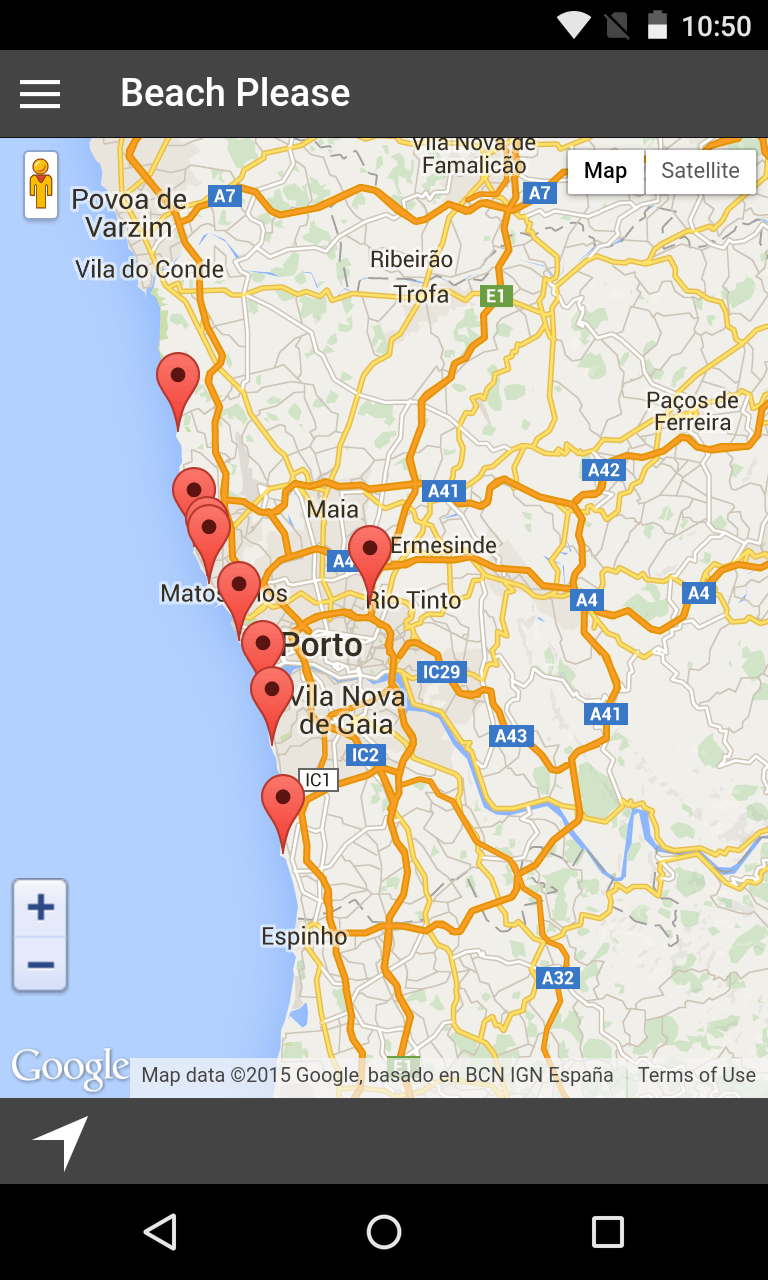 10:50
Beach Please
Vila Nova de
Famalicão
Map
Satellite
Povoa de
Varzim
A7
A7
Vila do Conde
Ribeirão
Trofa
E1
Paços de
Ferreira
A42
A41
Maia
Ermesinde
Rio Tinto
A4
A4
Porto
IC29
Vila Nova
de Gaia
A41
A43
IC2
IC1
Espinho
A32
E1
Google
Map data ©2015 Google, basado en BCN IGN España
Terms of Use